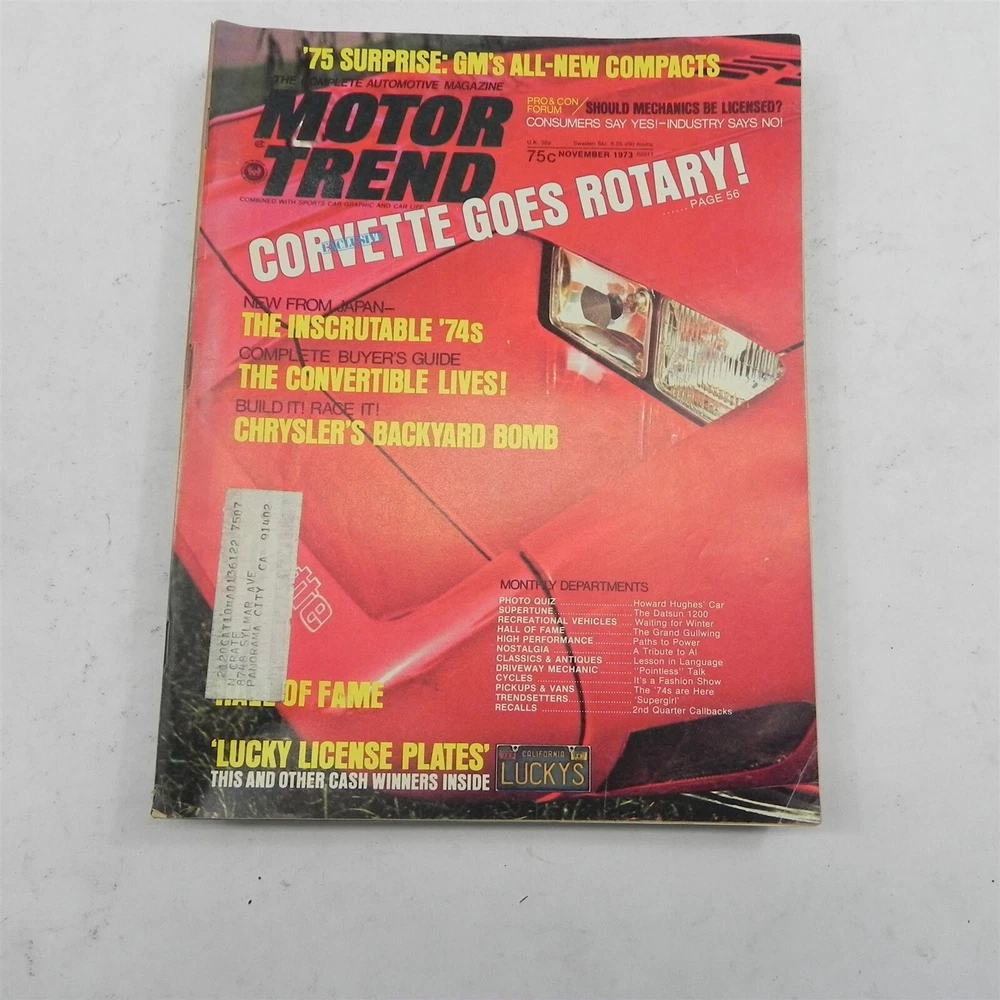 '75 SURPRISE: GM's ALL-NEW COMPACTS
THE COMPLETE AUTOMOTIVE MAGAZINE
MOTOR
TREND
COMBINED WITH SPORTS CAR GRAPHIC AND CAR LIFE
PRO & CON
FORUM / SHOULD MECHANICS BE LICENSED?
CONSUMERS SAY YES!-INDUSTRY SAYS NO!
75c NOVEMBER 1973
CORVETTE GOES ROTARY!
EXCLUSIVE
...... PAGE 56
NEW FROM JAPAN–
THE INSCRUTABLE '74s
COMPLETE BUYER'S GUIDE
THE CONVERTIBLE LIVES!
BUILD IT! RACE IT!
CHRYSLER'S BACKYARD BOMB
N CRATE
8748 SYLMAR AVE
PANORAMA CITY CA 91402
tte
MONTHLY DEPARTMENTS
PHOTO QUIZ ........ Howard Hughes' Car
SUPERTUNE ........ The Datsun 1200
RECREATIONAL VEHICLES .... Waiting for Winter
HALL OF FAME ........ The Grand Gullwing
HIGH PERFORMANCE ........ Paths to Power
NOSTALGIA ........ A Tribute to Al
CLASSICS & ANTIQUES ........ Lesson in Language
DRIVEWAY MECHANIC ........ "Pointless" Talk
CYCLES ........ It's a Fashion Show
PICKUPS & VANS ........ The '74s are Here
TRENDSETTERS ........ 'Supergirl'
RECALLS ........ 2nd Quarter Callbacks
HALL OF FAME
'LUCKY LICENSE PLATES'
THIS AND OTHER CASH WINNERS INSIDE
CALIFORNIA
LUCKYS